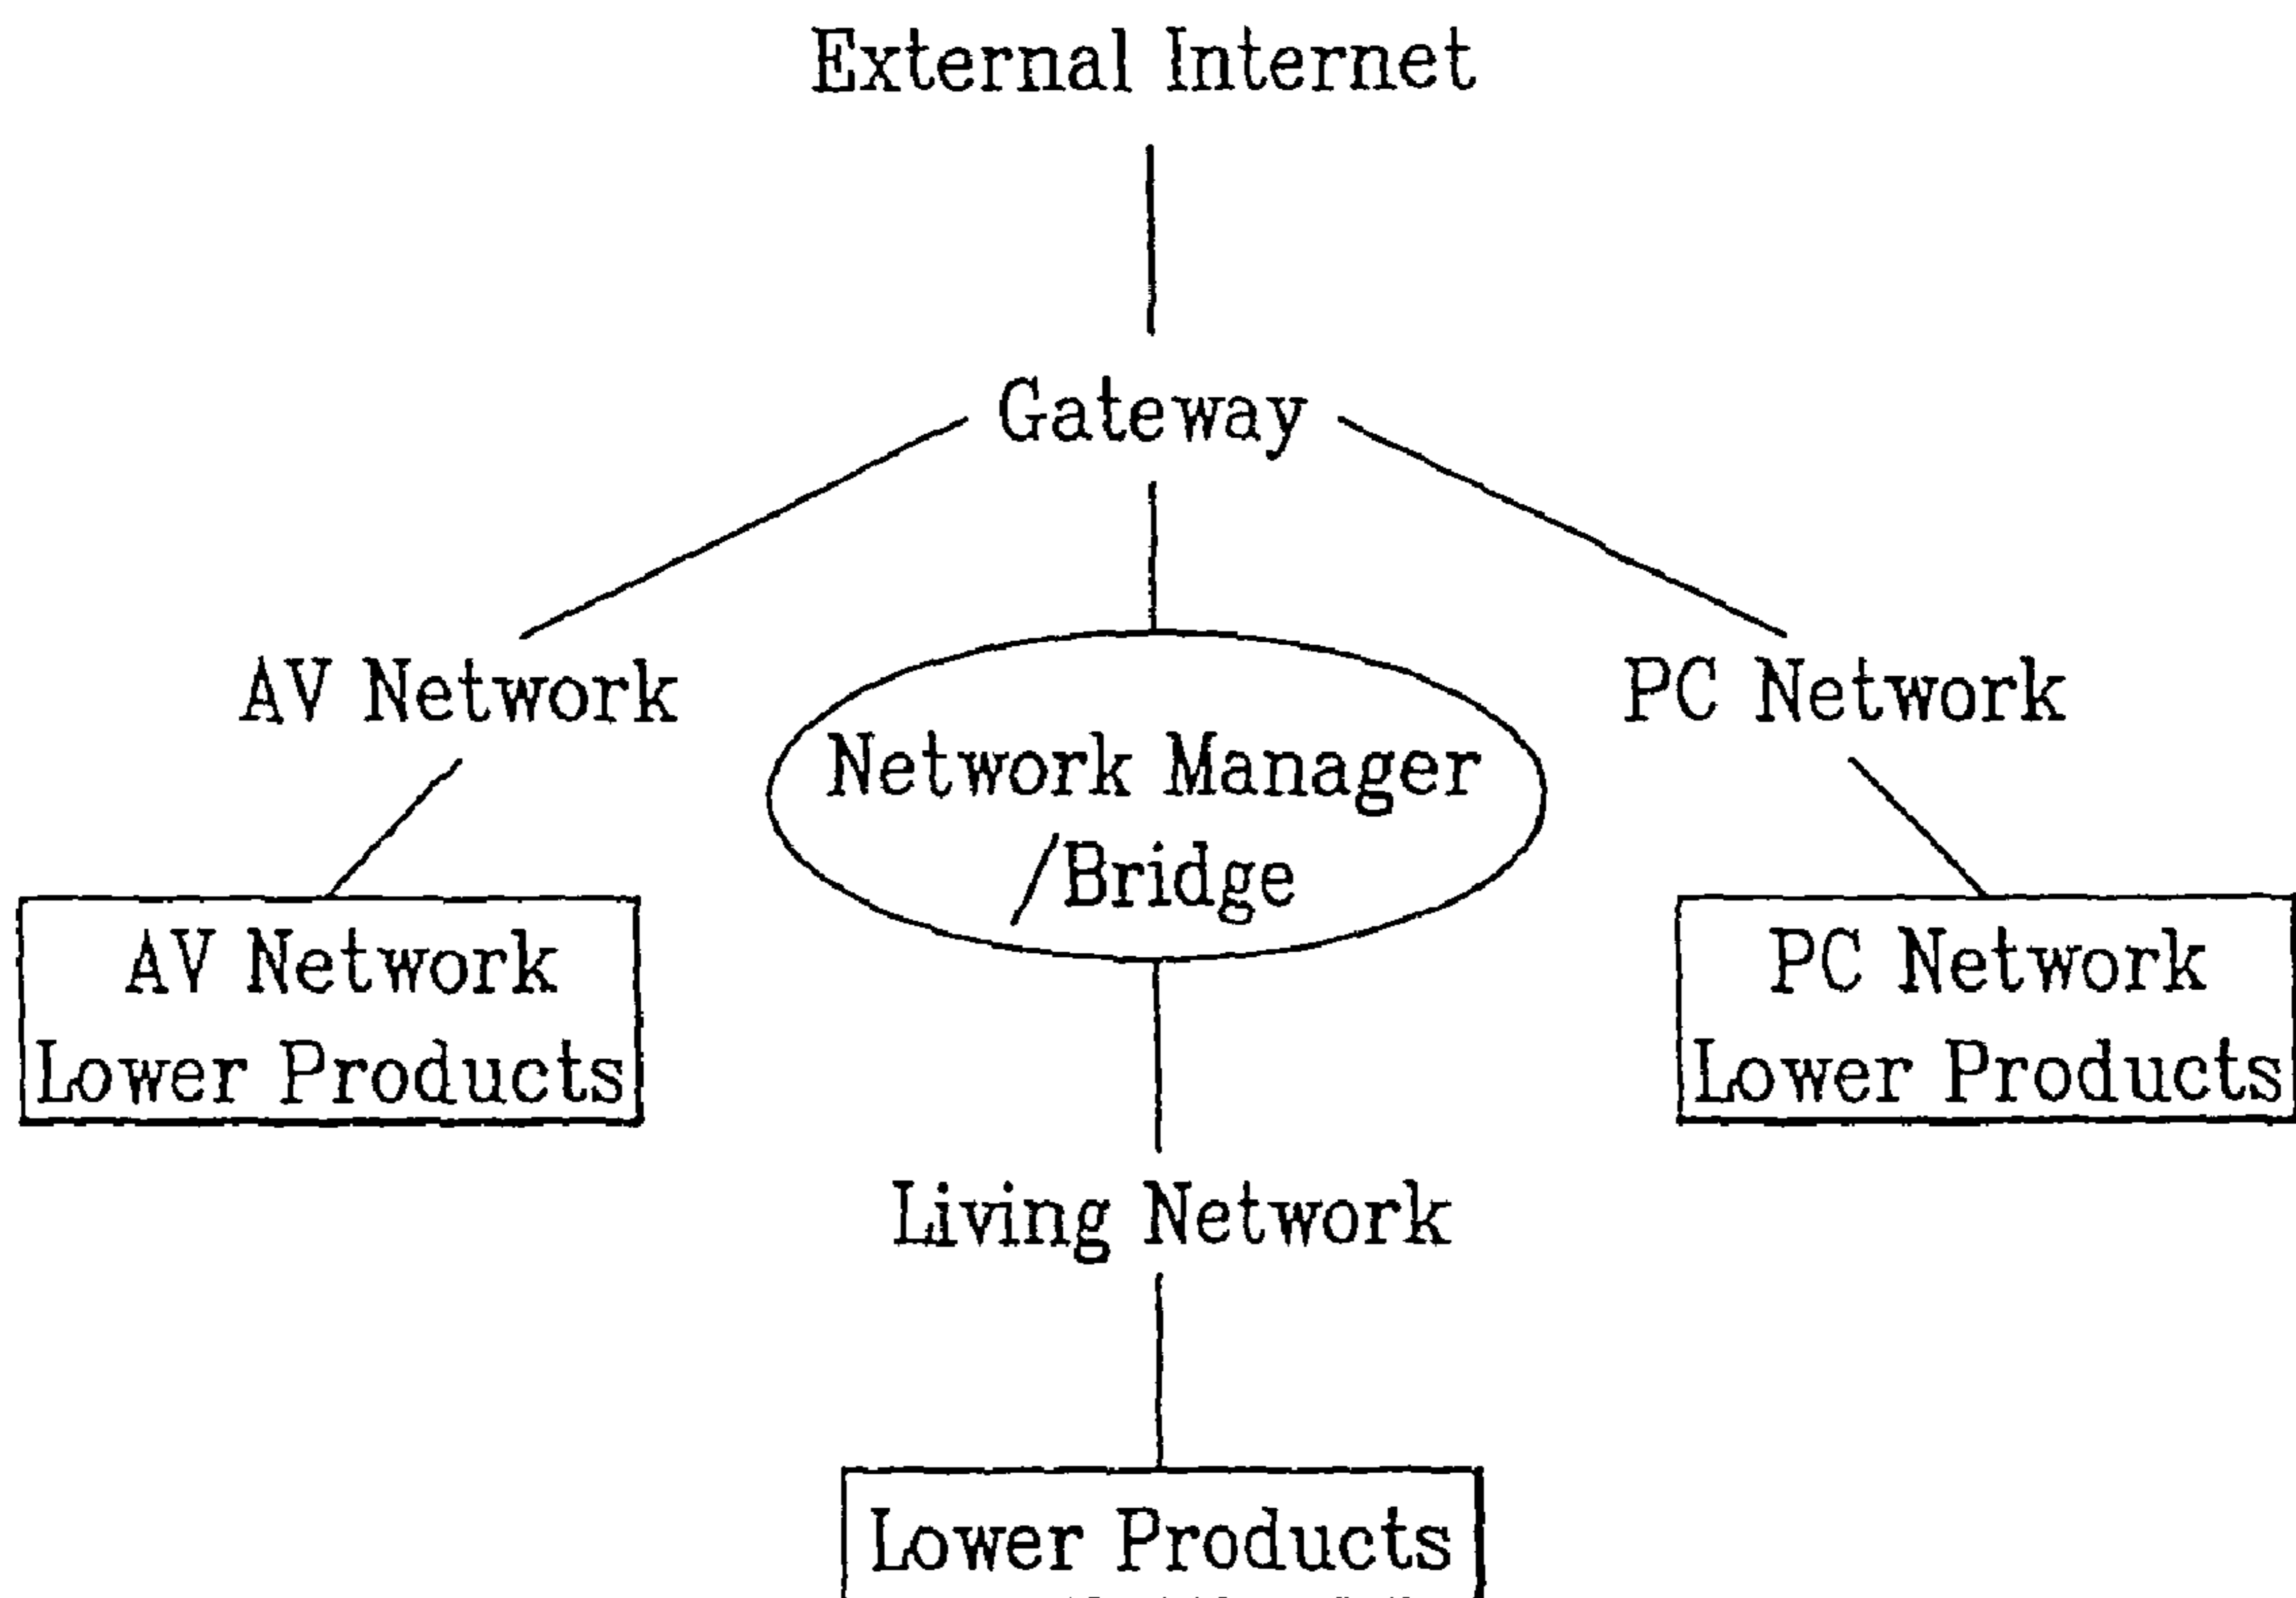 External Internet
Gateway
AV Network
PC Network
Network Manager
/Bridge
AV Network
Lower Products
PC Network
Lower Products
Living Network
Lower Products